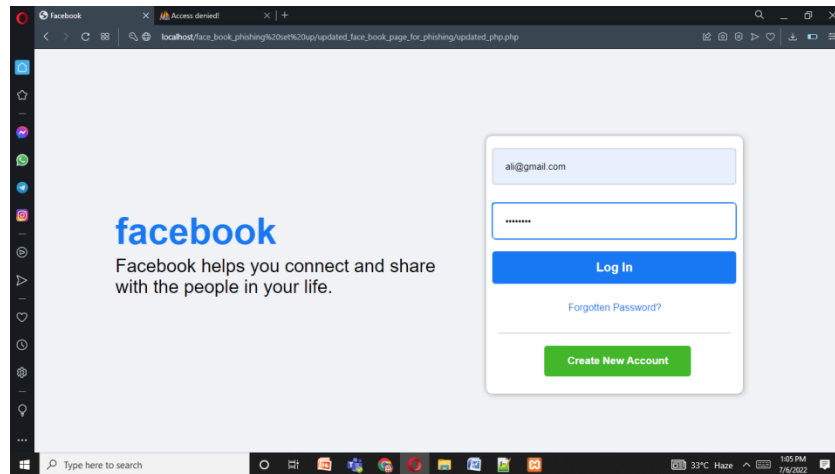 Facebook
Access denied!
localhost/face_book_phishing%20set%20up/updated_face_book_page_for_phishing/updated_php.php
ali@gmail.com
••••••••
facebook
Log In
Facebook helps you connect and share
with the people in your life.
Forgotten Password?
Create New Account
Type here to search
33°C Haze
1:05 PM
7/6/2022